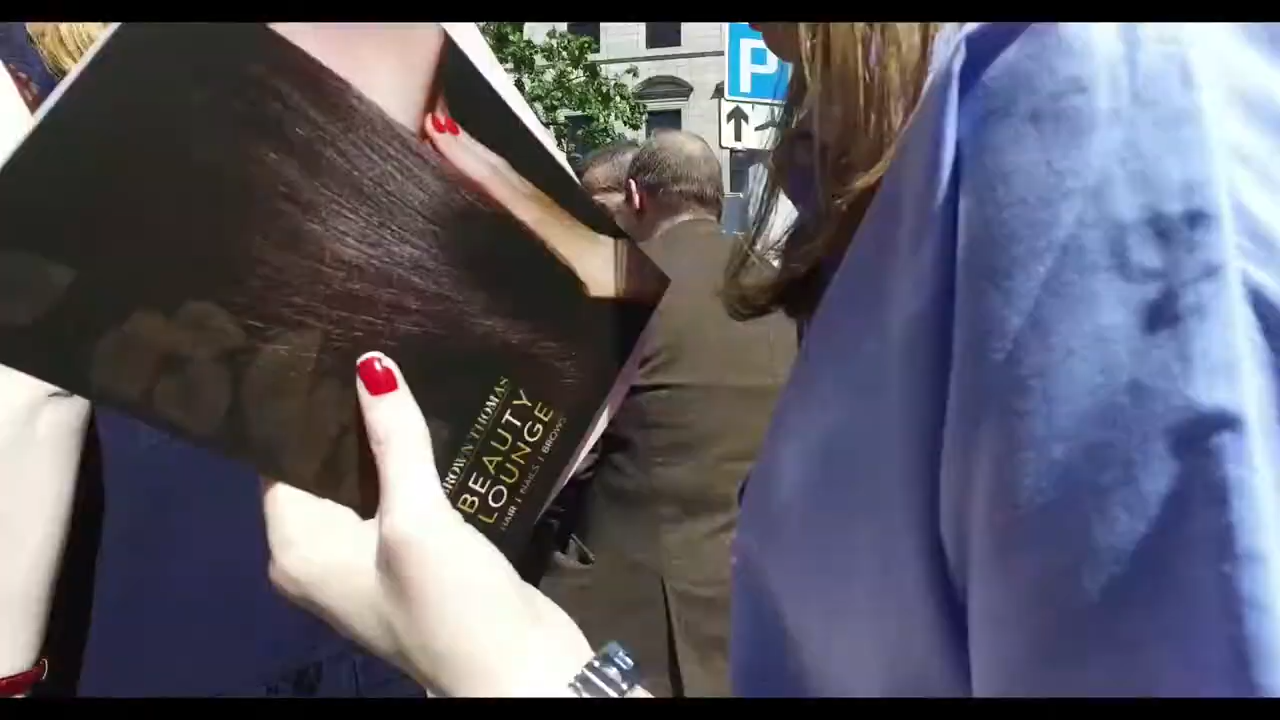 P
BROWN THOMAS
BEAUTY
LOUNGE
HAIR | NAILS | BROWS